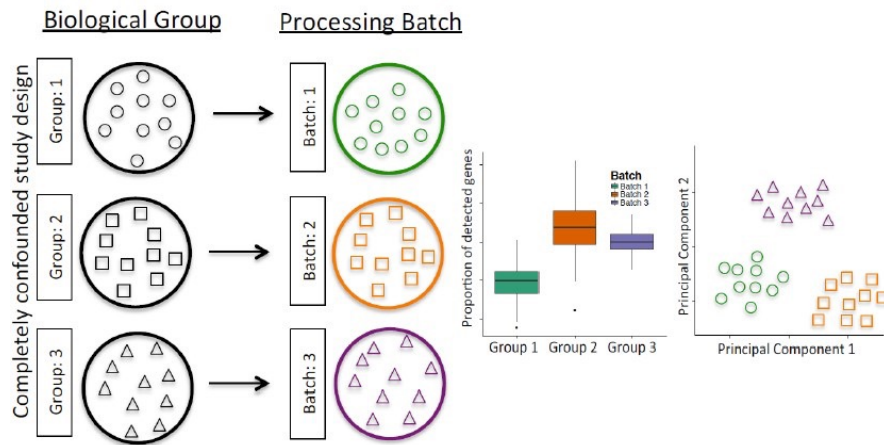 Biological Group
Processing Batch
Completely confounded study design
Group: 1
Batch: 1
Group: 2
Batch: 2
Group: 3
Batch: 3
Proportion of detected genes
Batch
Batch 1
Batch 2
Batch 3
Group 1 Group 2 Group 3
Principal Component 2
Principal Component 1